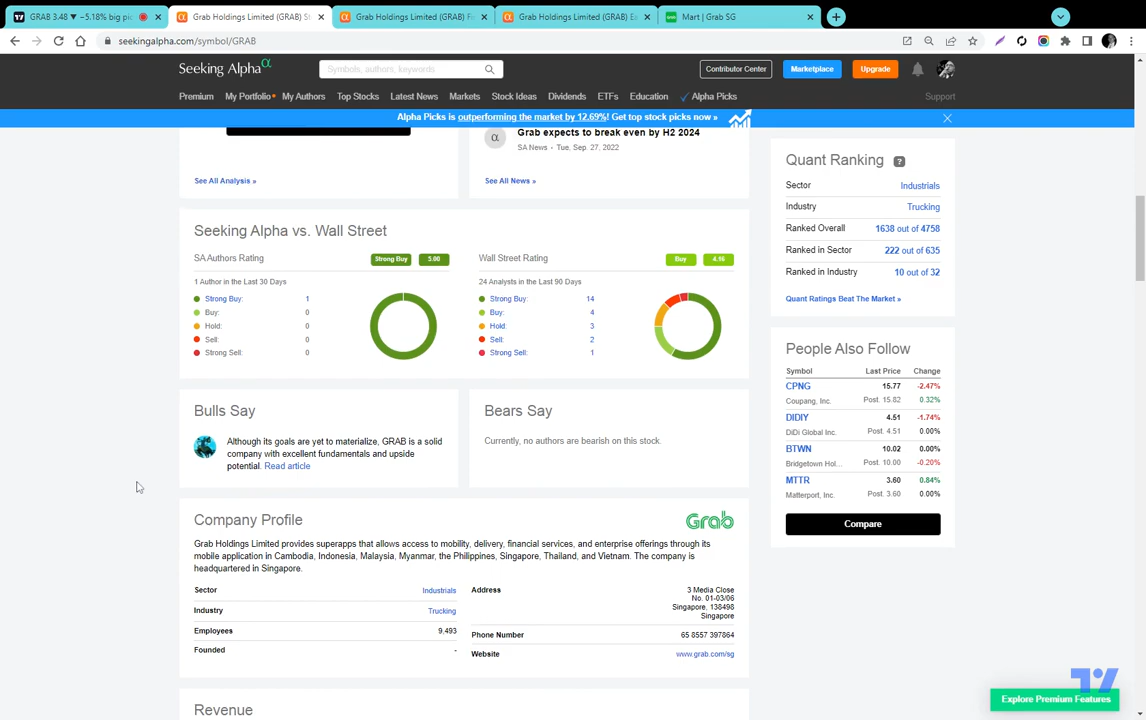 GRAB 3.48 ▼ −5.18% big pi
Grab Holdings Limited (GRAB) St
Grab Holdings Limited (GRAB) F
Grab Holdings Limited (GRAB) Ea
Mart | Grab SG
seekingalpha.com/symbol/GRAB
Seeking Alpha α
Symbols, authors, keywords
Contributor Center
Marketplace
Upgrade
Premium My Portfolio My Authors Top Stocks Latest News Markets Stock Ideas Dividends ETFs Education Alpha Picks Support
Alpha Picks is outperforming the market by 12.69%! Get top stock picks now »
Grab expects to break even by H2 2024
SA News • Tue, Sep. 27, 2022
See All Analysis »
See All News »
Seeking Alpha vs. Wall Street
SA Authors Rating Strong Buy 5.00
1 Author in the Last 30 Days
Strong Buy: 1
Buy: 0
Hold: 0
Sell: 0
Strong Sell: 0
Wall Street Rating Buy 4.16
24 Analysts in the Last 90 Days
Strong Buy: 14
Buy: 4
Hold: 3
Sell: 2
Strong Sell: 1
Bulls Say
Although its goals are yet to materialize, GRAB is a solid
company with excellent fundamentals and upside
potential. Read article
Bears Say
Currently, no authors are bearish on this stock.
Company Profile
Grab
Grab Holdings Limited provides superapps that allows access to mobility, delivery, financial services, and enterprise offerings through its
mobile application in Cambodia, Indonesia, Malaysia, Myanmar, the Philippines, Singapore, Thailand, and Vietnam. The company is
headquartered in Singapore.
Sector Industrials
Industry Trucking
Employees 9,493
Founded -
Address 3 Media Close
No. 01-03/06
Singapore, 138498
Singapore
Phone Number 65 8557 397864
Website www.grab.com/sg
Revenue
Quant Ranking ?
Sector Industrials
Industry Trucking
Ranked Overall 1638 out of 4758
Ranked in Sector 222 out of 635
Ranked in Industry 10 out of 32
Quant Ratings Beat The Market »
People Also Follow
Symbol Last Price Change
CPNG 15.77 -2.47%
Coupang, Inc. Post. 15.82 0.32%
DIDIY 4.51 -1.74%
DiDi Global Inc. Post. 4.51 0.00%
BTWN 10.02 0.00%
Bridgetown Hol... Post. 10.00 -0.20%
MTTR 3.60 0.84%
Matterport, Inc. Post. 3.60 0.00%
Compare
Explore Premium Features